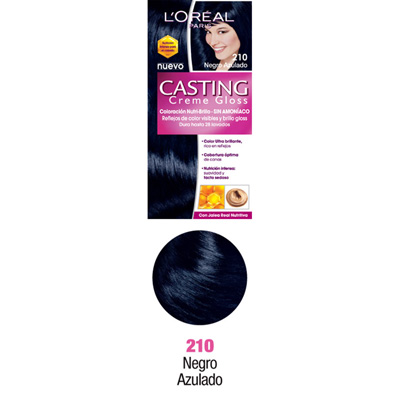 L'ORÉAL
PARIS
210
Negro Azulado
nuevo
CASTING
Creme Gloss
Coloración Nutri-Brillo - SIN AMONÍACO
Reflejos de color visibles y brillo gloss
Dura hasta 28 lavados
• Color Ultra brillante,
rico en reflejos
• Cobertura óptima
de canas
• Nutrición intensa:
suavidad y
tacto sedoso
Con Jalea Real Nutritiva
210
Negro
Azulado